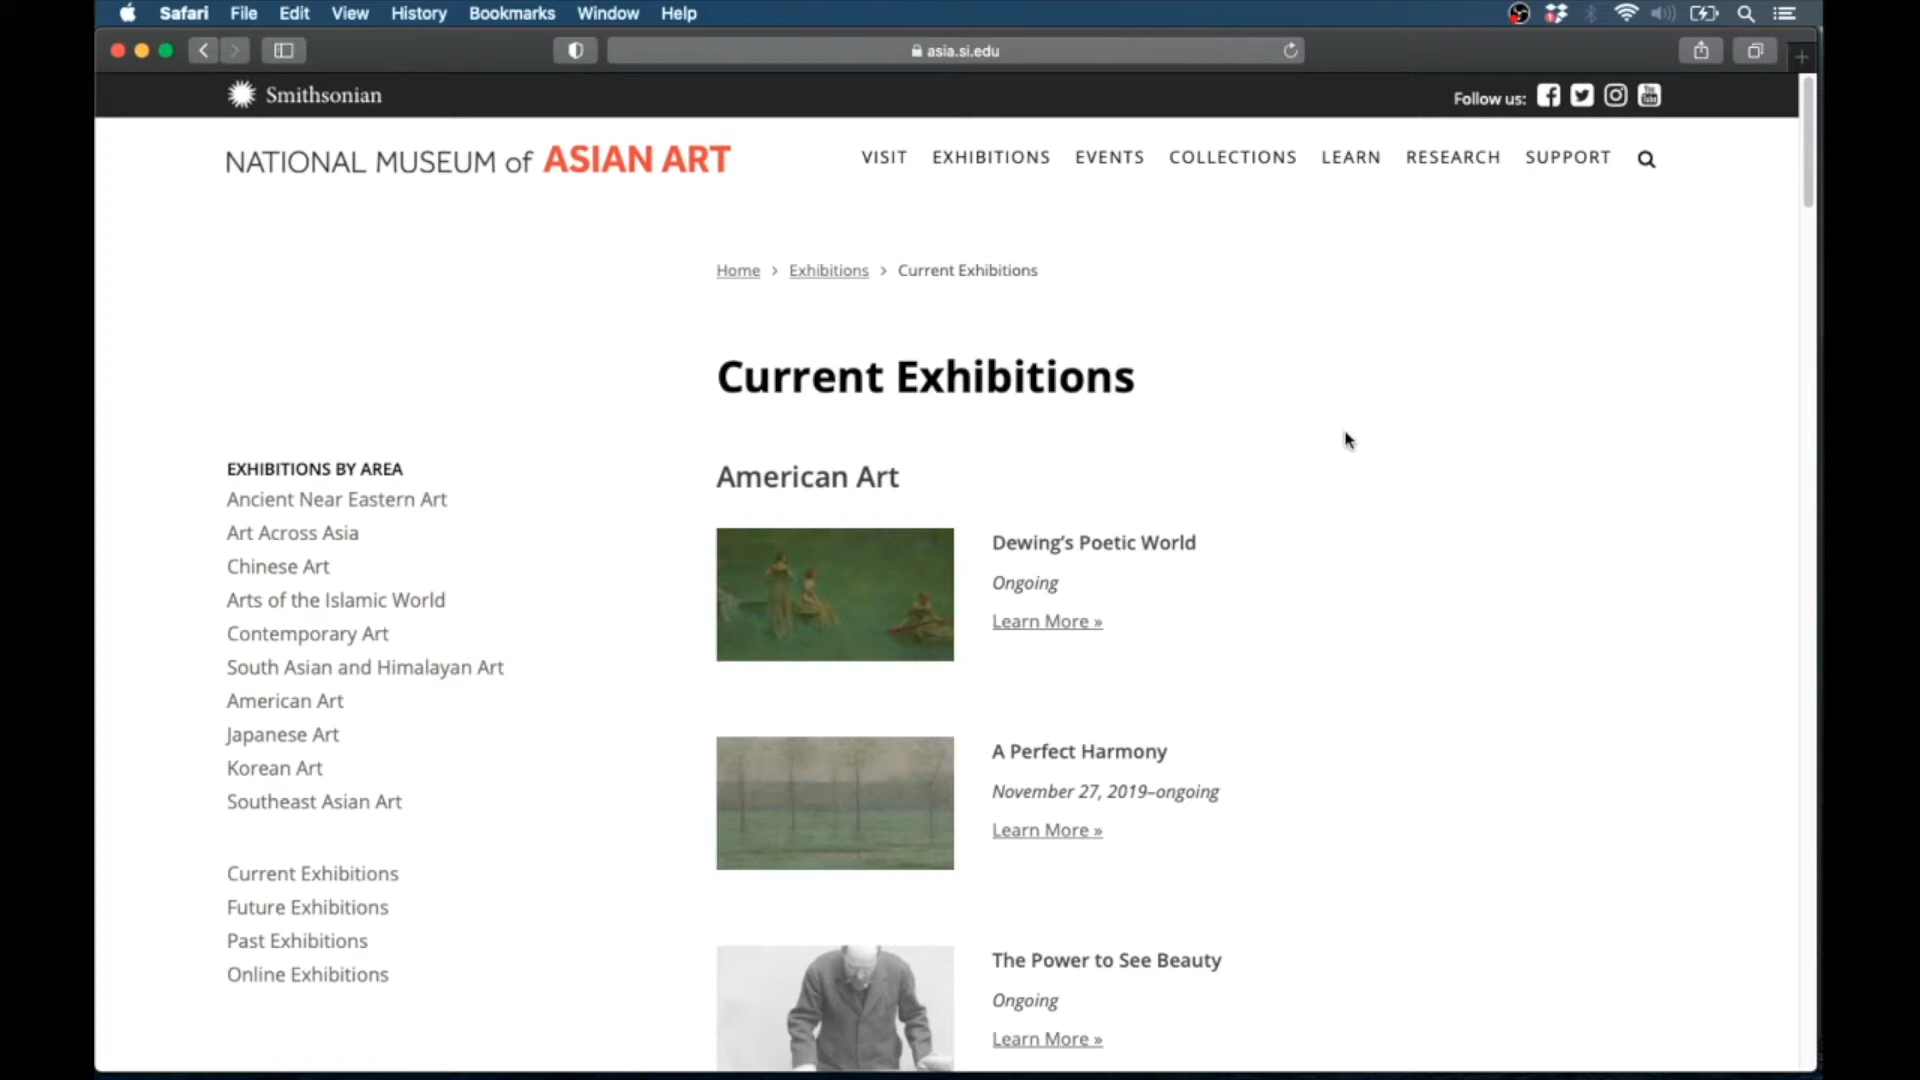 Safari File Edit View History Bookmarks Window Help
asia.si.edu
Smithsonian
Follow us:
NATIONAL MUSEUM of ASIAN ART
VISIT EXHIBITIONS EVENTS COLLECTIONS LEARN RESEARCH SUPPORT
Home > Exhibitions > Current Exhibitions
Current Exhibitions
EXHIBITIONS BY AREA
Ancient Near Eastern Art
Art Across Asia
Chinese Art
Arts of the Islamic World
Contemporary Art
South Asian and Himalayan Art
American Art
Japanese Art
Korean Art
Southeast Asian Art
Current Exhibitions
Future Exhibitions
Past Exhibitions
Online Exhibitions
American Art
Dewing’s Poetic World
Ongoing
Learn More »
A Perfect Harmony
November 27, 2019–ongoing
Learn More »
The Power to See Beauty
Ongoing
Learn More »